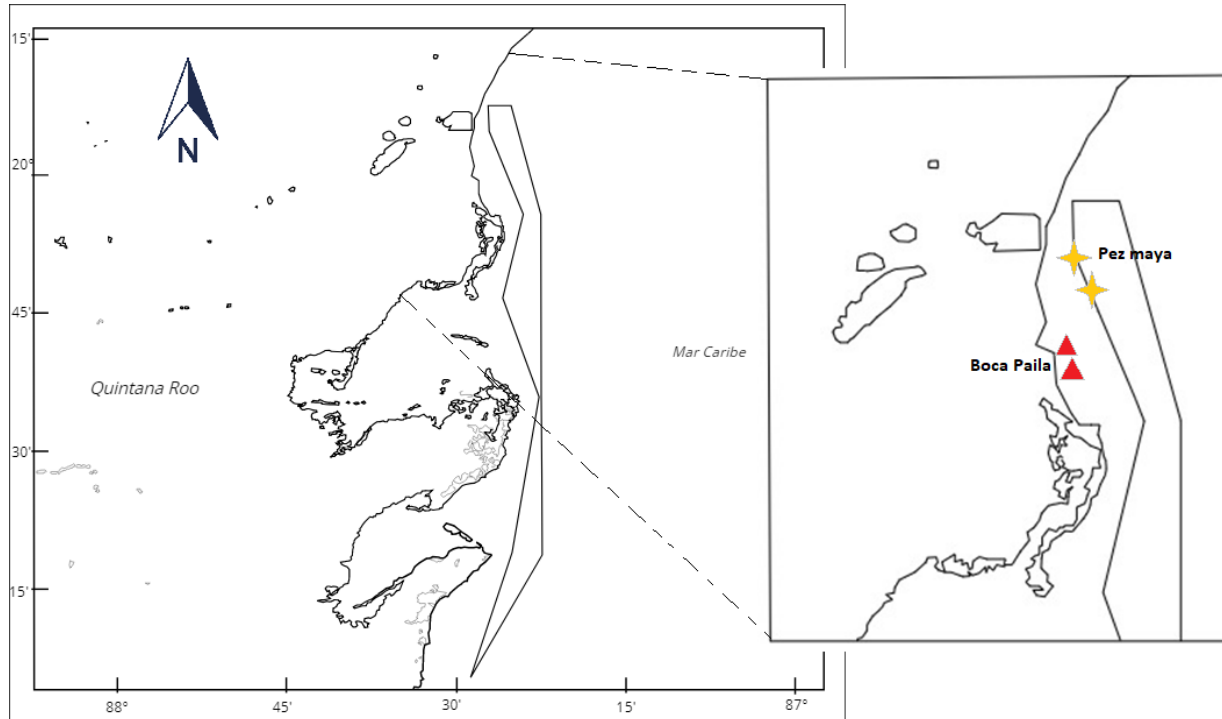 15'
N
20°
45'
Quintana Roo
Mar Caribe
30'
15'
88°
45'
30'
15'
87°
Pez maya
Boca Paila